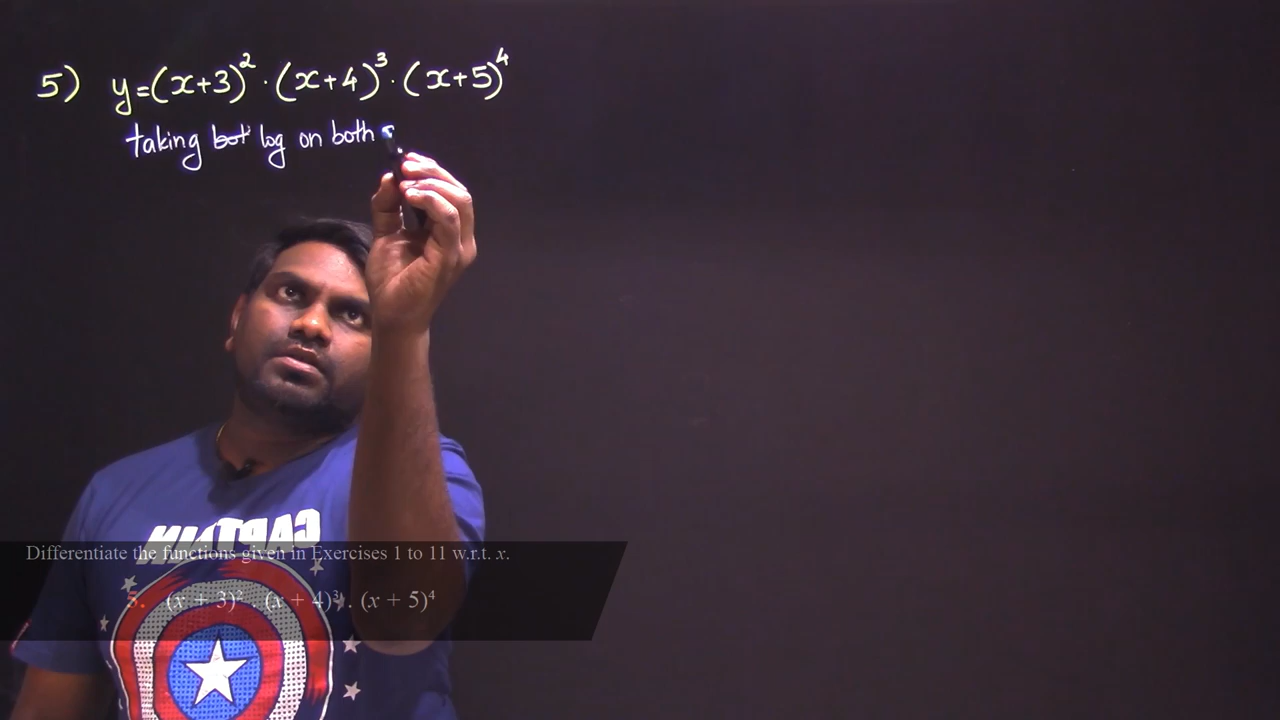 5) y=(x+3)²·(x+4)³·(x+5)⁴
taking bot log on both s
CAPTAIN
Differentiate the functions given in Exercises 1 to 11 w.r.t. x.
5. (x + 3)² . (x + 4)³ . (x + 5)⁴